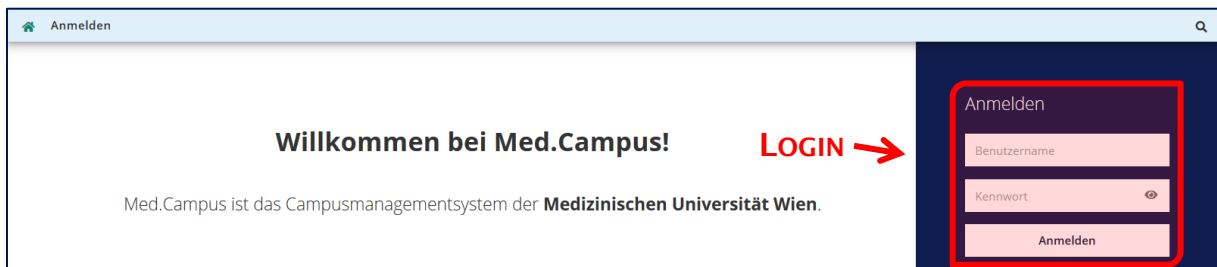 Anmelden
Willkommen bei Med.Campus!
Med.Campus ist das Campusmanagementsystem der Medizinischen Universität Wien.
LOGIN
Anmelden
Benutzername
Kennwort
Anmelden